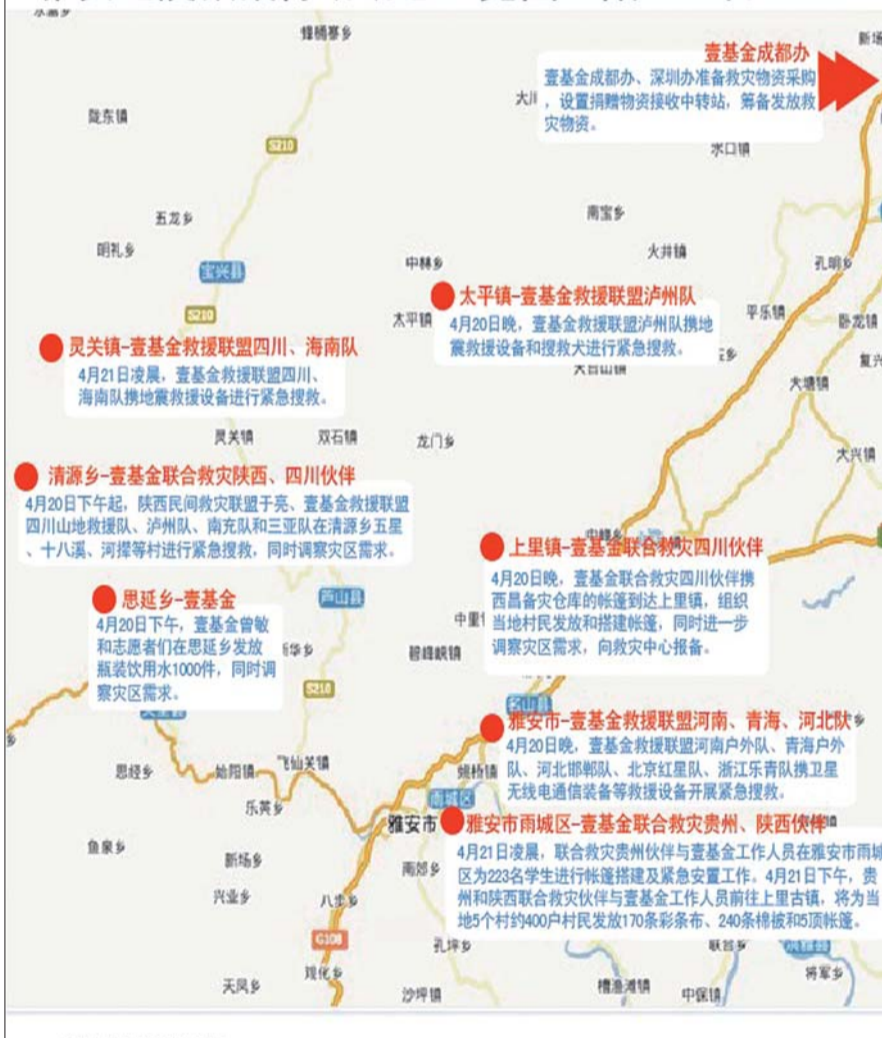 蜂桶寨乡
新场
壹基金成都办
壹基金成都办、深圳办准备救灾物资采购
，设置捐赠物资接收中转站，筹备发放救
灾物资。
大川
陇东镇
S210
水口镇
五龙乡
南宝乡
明礼乡
火井镇
中林乡
孔明乡
宝兴县
太平镇-壹基金救援联盟泸州队
4月20日晚，壹基金救援联盟泸州队携地
震救援设备和搜救犬进行紧急搜救。
S210
太平镇
平乐镇
卧龙镇
灵关镇-壹基金救援联盟四川、海南队
4月21日凌晨，壹基金救援联盟四川、
海南队携地震救援设备进行紧急搜救。
天台山镇
复兴
大塘镇
灵关镇
双石镇
龙门乡
大兴镇
清源乡-壹基金联合救灾陕西、四川伙伴
4月20日下午起，陕西民间救灾联盟于亮、壹基金救援联盟
四川山地救援队、泸州队、南充队和三亚队在清源乡五星
、十八溪、河撑等村进行紧急搜救，同时调察灾区需求。
上里镇-壹基金联合救灾四川伙伴
4月20日晚，壹基金联合救灾四川伙伴携
西昌备灾仓库的帐篷到达上里镇，组织
当地村民发放和搭建帐篷，同时进一步
调察灾区需求，向救灾中心报备。
思延乡-壹基金
4月20日下午，壹基金曾敏
和志愿者们在思延乡发放
瓶装饮用水1000件，同时调
察灾区需求。
芦山县
中里
新华乡
碧峰峡镇
S210
名山县
雅安市-壹基金救援联盟河南、青海、河北队
4月20日晚，壹基金救援联盟河南户外队、青海户外
队、河北邯郸队、北京红星队、浙江乐青队携卫星
无线电通信装备等救援设备开展紧急搜救。
思经乡
始阳镇
飞仙关镇
姚桥镇
雨城区
乐英乡
雅安市
雅安市雨城区-壹基金联合救灾贵州、陕西伙伴
4月21日凌晨，联合救灾贵州伙伴与壹基金工作人员在雅安市雨城
区为223名学生进行帐篷搭建及紧急安置工作。4月21日下午，贵
州和陕西联合救灾伙伴与壹基金工作人员前往上里古镇，将为当
地5个村约400户村民发放170条彩条布、240条棉被和5顶帐篷。
鱼泉乡
新场乡
南郊乡
兴业乡
八步乡
G108
孔坪乡
联合乡
观化乡
天凤乡
沙坪镇
槽渔滩镇
中保镇
将军乡